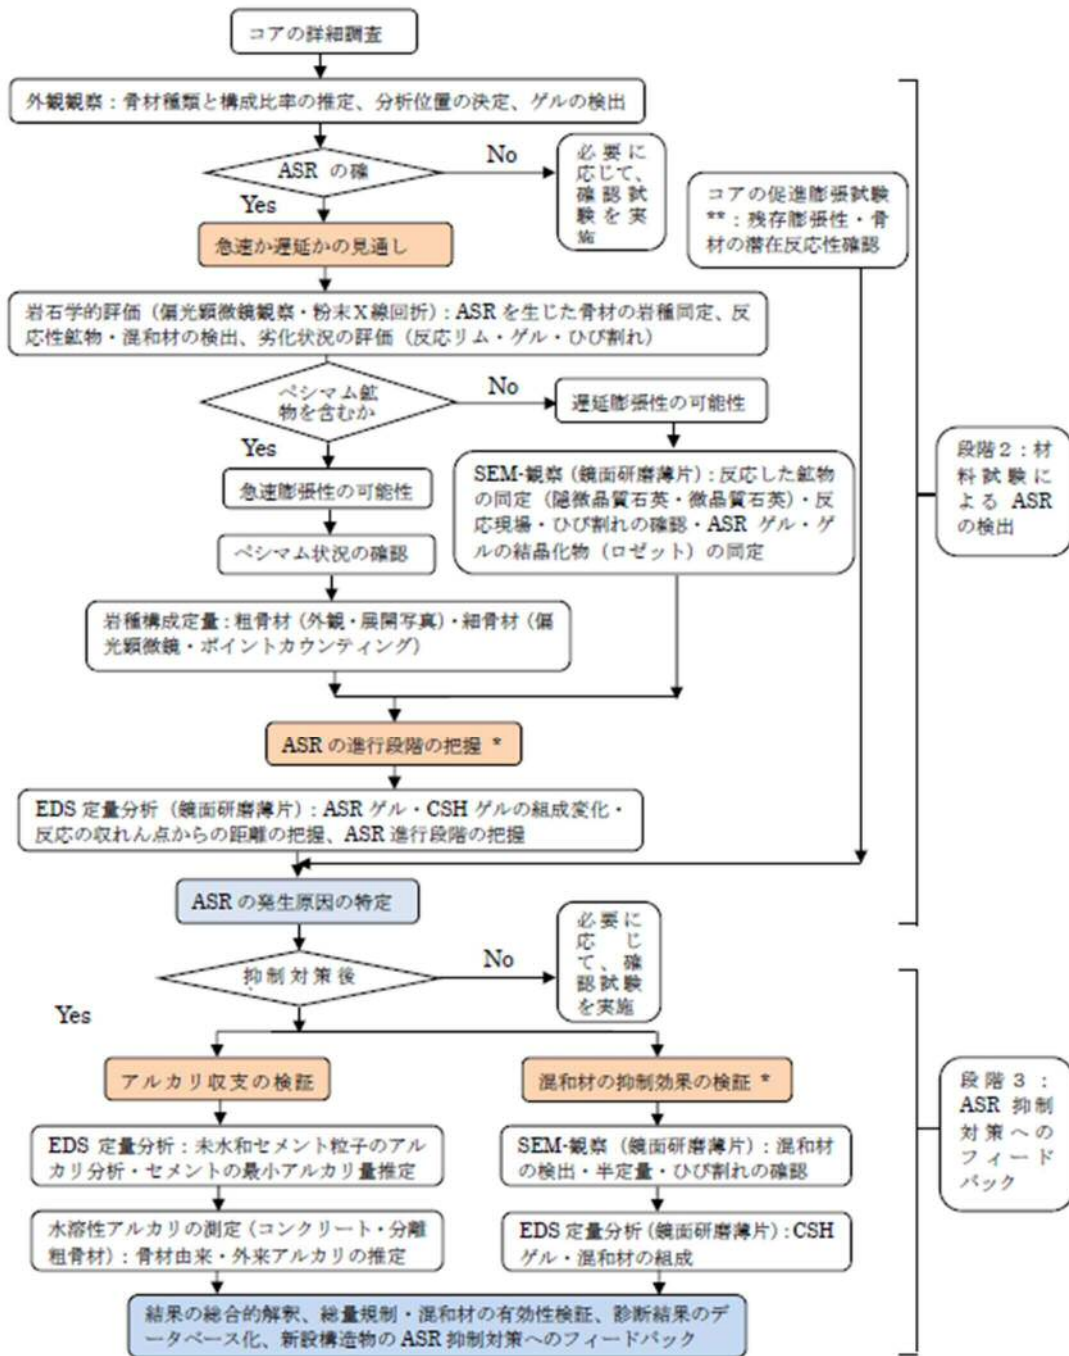 コアの詳細調査
外観観察：骨材種類と構成比率の推定、分析位置の決定、ゲルの検出
ASR の確
No
必要に
応じて、
確認試
験を実
施
Yes
コアの促進膨張試験
**：残存膨張性・骨
材の潜在反応性確認
急速か遅延かの見通し
岩石学的評価（偏光顕微鏡観察・粉末X線回折）：ASRを生じた骨材の岩種同定、反
応性鉱物・混和材の検出、劣化状況の評価（反応リム・ゲル・ひび割れ）
ペシマム鉱
物を含むか
No
遅延膨張性の可能性
Yes
急速膨張性の可能性
SEM-観察（鏡面研磨薄片）：反応した鉱物
の同定（隠微晶質石英・微晶質石英）・反
応現場・ひび割れの確認・ASR ゲル・ゲ
ルの結晶化物（ロゼット）の同定
段階2：材
料試験に
よる ASR
の検出
ペシマム状況の確認
岩種構成定量：粗骨材（外観・展開写真）・細骨材（偏
光顕微鏡・ポイントカウンティング）
ASR の進行段階の把握 *
EDS 定量分析（鏡面研磨薄片）：ASR ゲル・CSH ゲルの組成変化・
反応の収れん点からの距離の把握、ASR 進行段階の把握
ASR の発生原因の特定
抑制対策後
No
必要に
応じ
て、確
認試験
を実施
Yes
アルカリ収支の検証
混和材の抑制効果の検証 *
EDS 定量分析：未水和セメント粒子のアル
カリ分析・セメントの最小アルカリ量推定
SEM-観察（鏡面研磨薄片）：混和材
の検出・半定量・ひび割れの確認
段階3：
ASR 抑制
対策への
フィード
バック
水溶性アルカリの測定（コンクリート・分離
粗骨材）：骨材由来・外来アルカリの推定
EDS 定量分析（鏡面研磨薄片）：CSH
ゲル・混和材の組成
結果の総合的解釈、総量規制・混和材の有効性検証、診断結果のデ
ータベース化、新設構造物の ASR 抑制対策へのフィードバック